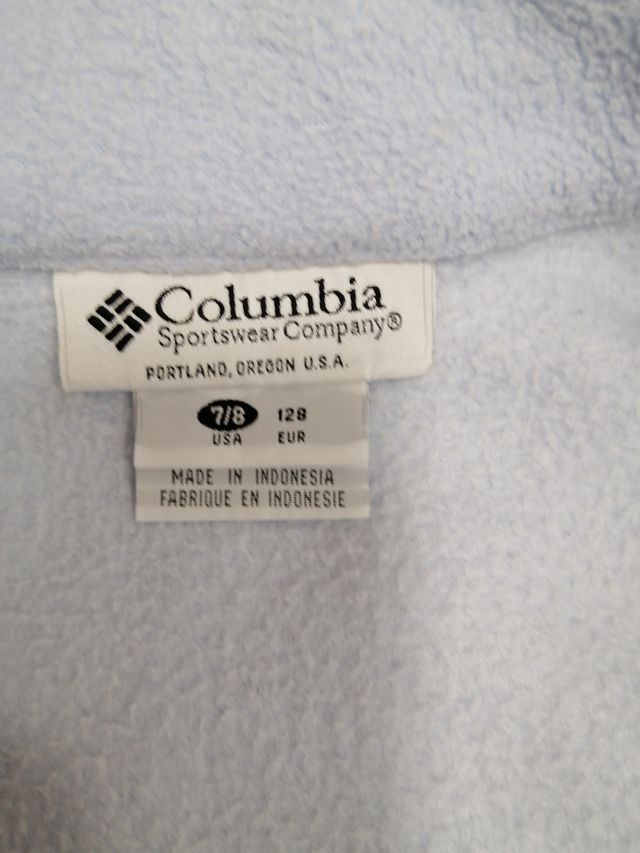 Columbia
Sportswear Company®
PORTLAND, OREGON U.S.A.
7/8 128
USA EUR
MADE IN INDONESIA
FABRIQUE EN INDONESIE